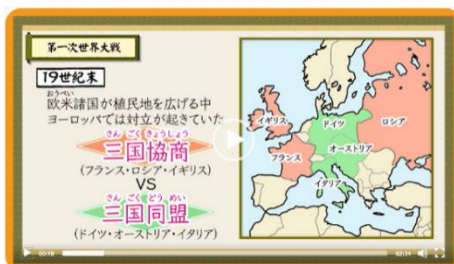 第一次世界大戦
19世紀末
おうべい
欧米諸国が植民地を広げる中
ヨーロッパでは対立が起きていた
さん ごく きょうしょう
三国協商
(フランス・ロシア・イギリス)
VS
さん ごく どう めい
三国同盟
(ドイツ・オーストリア・イタリア)
イギリス
ドイツ
ロシア
オーストリア
フランス
イタリア
00:18
02:04